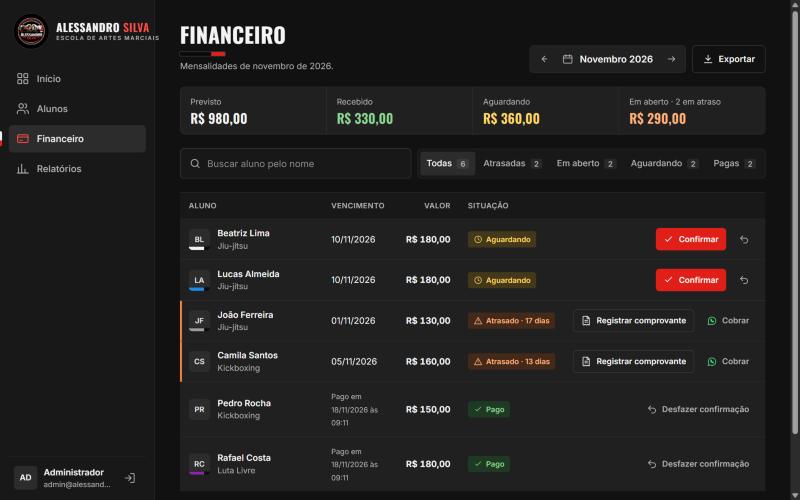 ALESSANDRO SILVA
ESCOLA DE ARTES MARCIAIS
Início
Alunos
Financeiro
Relatórios
AD
Administrador
admin@alessand...
FINANCEIRO
Mensalidades de novembro de 2026.
Novembro 2026
Exportar
Previsto
R$ 980,00
Recebido
R$ 330,00
Aguardando
R$ 360,00
Em aberto · 2 em atraso
R$ 290,00
Buscar aluno pelo nome
Todas 6
Atrasadas 2
Em aberto 2
Aguardando 2
Pagas 2
ALUNO VENCIMENTO VALOR SITUAÇÃO
BL
Beatriz Lima
Jiu-jitsu
10/11/2026
R$ 180,00
Aguardando
Confirmar
LA
Lucas Almeida
Jiu-jitsu
10/11/2026
R$ 180,00
Aguardando
Confirmar
JF
João Ferreira
Jiu-jitsu
01/11/2026
R$ 130,00
Atrasado · 17 dias
Registrar comprovante
Cobrar
CS
Camila Santos
Kickboxing
05/11/2026
R$ 160,00
Atrasado · 13 dias
Registrar comprovante
Cobrar
PR
Pedro Rocha
Kickboxing
Pago em
18/11/2026 às
09:11
R$ 150,00
Pago
Desfazer confirmação
RC
Rafael Costa
Luta Livre
Pago em
18/11/2026 às
09:11
R$ 180,00
Pago
Desfazer confirmação